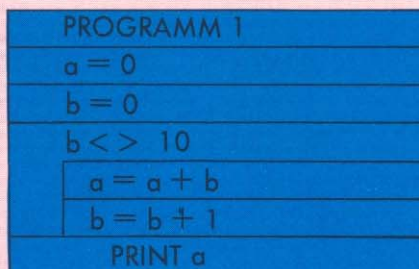 PROGRAMM 1
a = 0
b = 0
b < > 10
a = a + b
b = b + 1
PRINT a